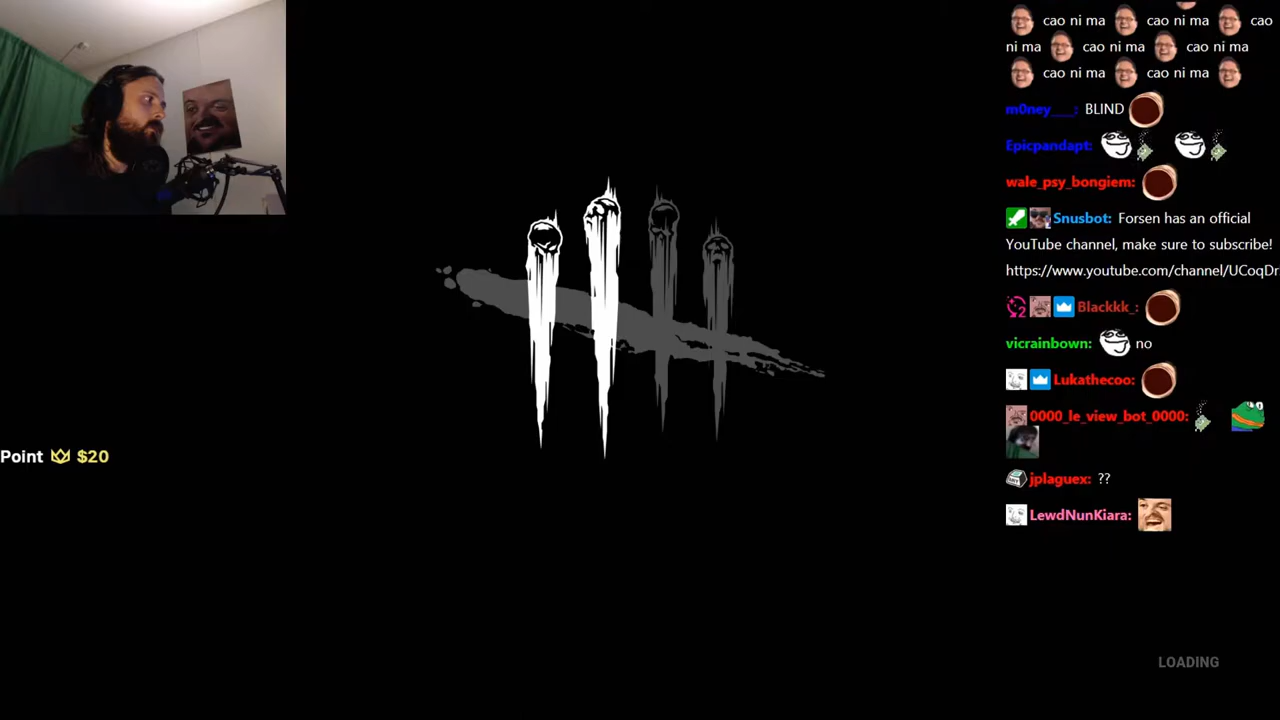 cao ni ma cao ni ma cao
ni ma cao ni ma cao ni ma
cao ni ma cao ni ma
m0ney___: BLIND
Epicpandapt:
wale_psy_bongiem:
Snusbot: Forsen has an official
YouTube channel, make sure to subscribe!
https://www.youtube.com/channel/UCoqDr
Blackkk_:
vicrainbown: no
Lukathecoo:
0000_le_view_bot_0000:
Point $20
jplaguex: ??
LewdNunKiara:
LOADING